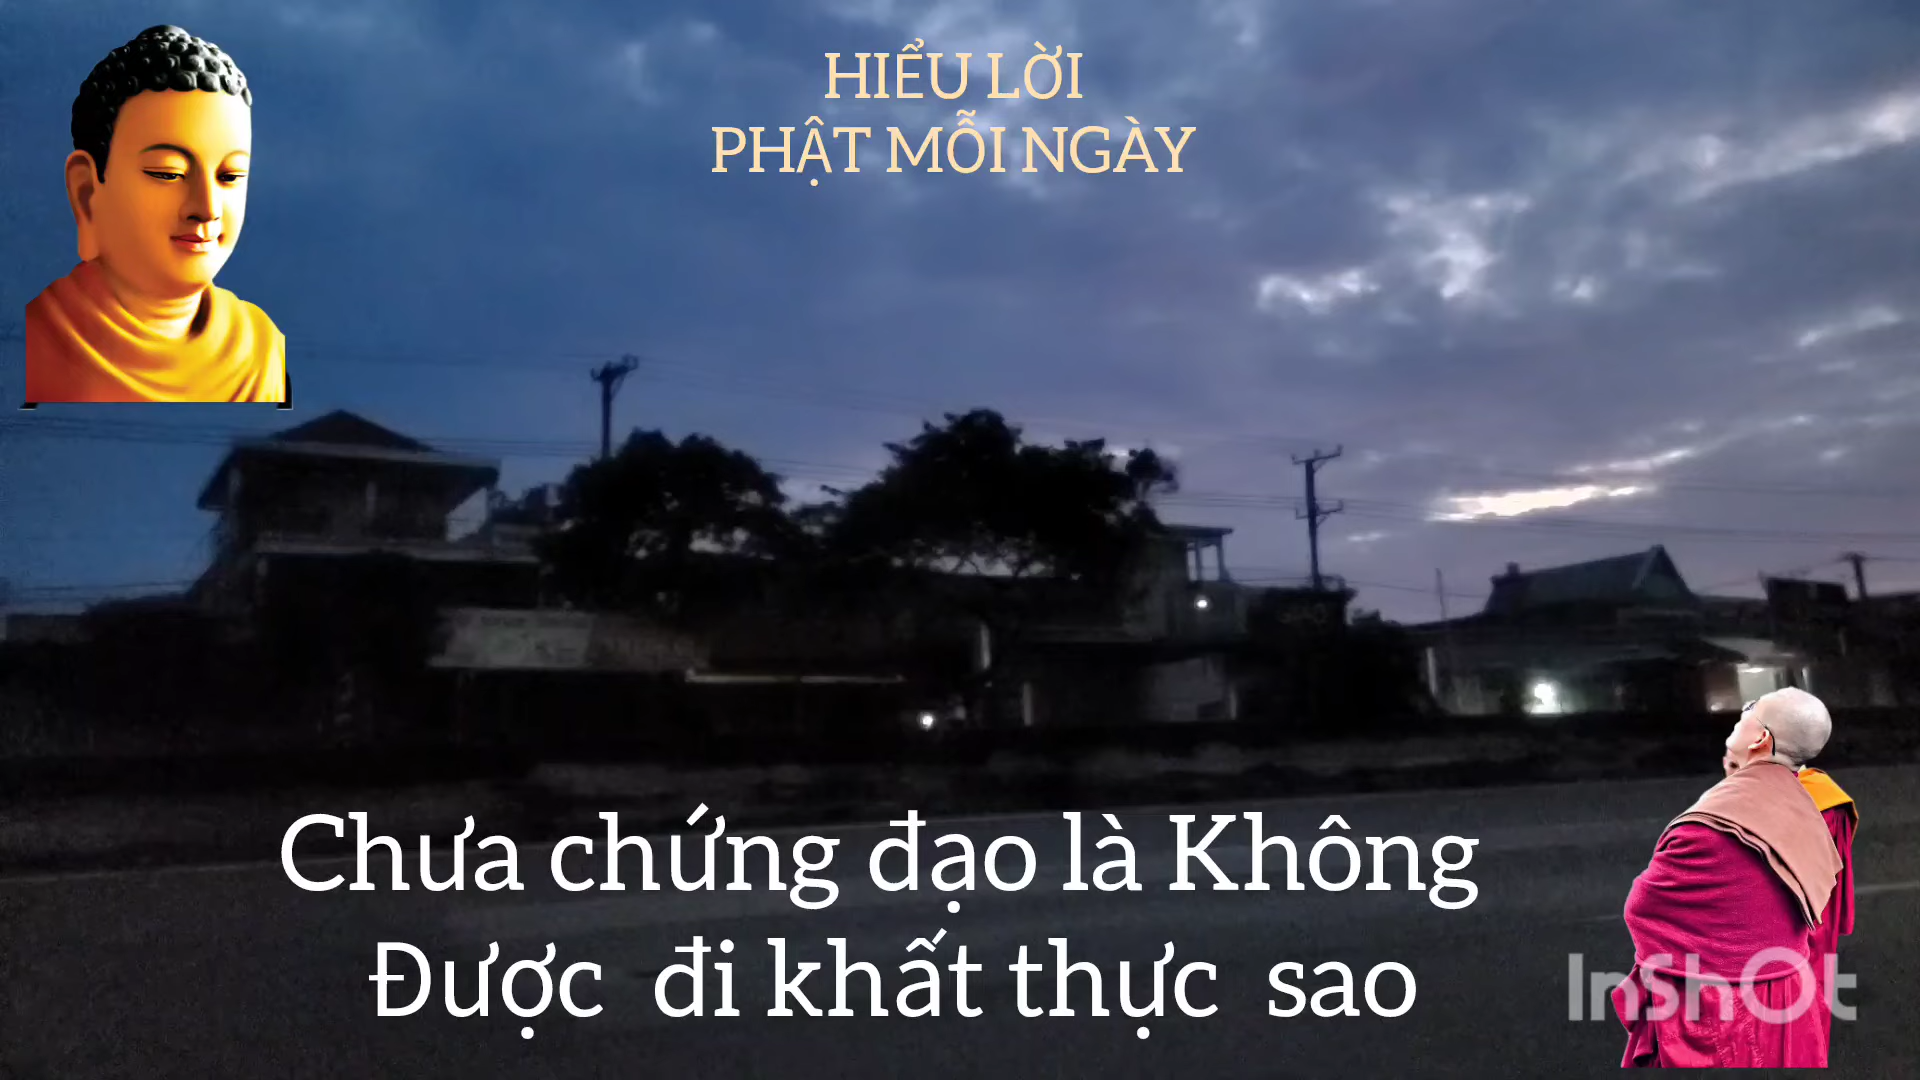 HIỂU LỜI
PHẬT MỖI NGÀY
Chưa chứng đạo là Không
Được đi khất thực sao
InShOt